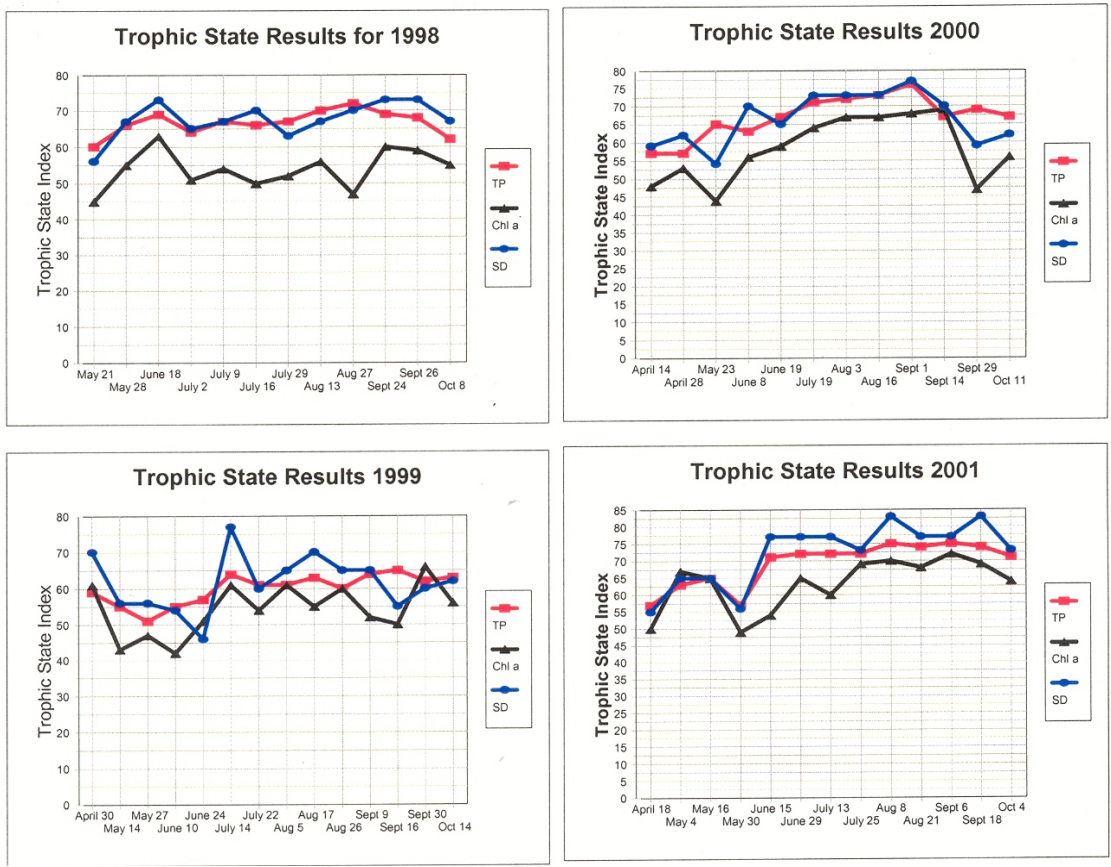 Trophic State Results for 1998
Trophic State Index
80
70
60
50
40
30
20
10
0
May 21 June 18 July 9 July 29 Aug 27 Sept 26
May 28 July 2 July 16 Aug 13 Sept 24 Oct 8
TP
Chl a
SD
Trophic State Results 2000
Trophic State Index
80
75
70
65
60
55
50
45
40
35
30
25
20
15
10
5
0
April 14 May 23 June 19 Aug 3 Sept 1 Sept 29
April 28 June 8 July 19 Aug 16 Sept 14 Oct 11
TP
Chl a
SD
Trophic State Results 1999
Trophic State Index
80
70
60
50
40
30
20
10
0
April 30 May 27 June 24 July 22 Aug 17 Sept 9 Sept 30
May 14 June 10 July 14 Aug 5 Aug 26 Sept 16 Oct 14
TP
Chl a
SD
Trophic State Results 2001
Trophic State Index
85
80
75
70
65
60
55
50
45
40
35
30
25
20
15
10
5
0
April 18 May 16 June 15 July 13 Aug 8 Sept 6 Oct 4
May 4 May 30 June 29 July 25 Aug 21 Sept 18
TP
Chl a
SD